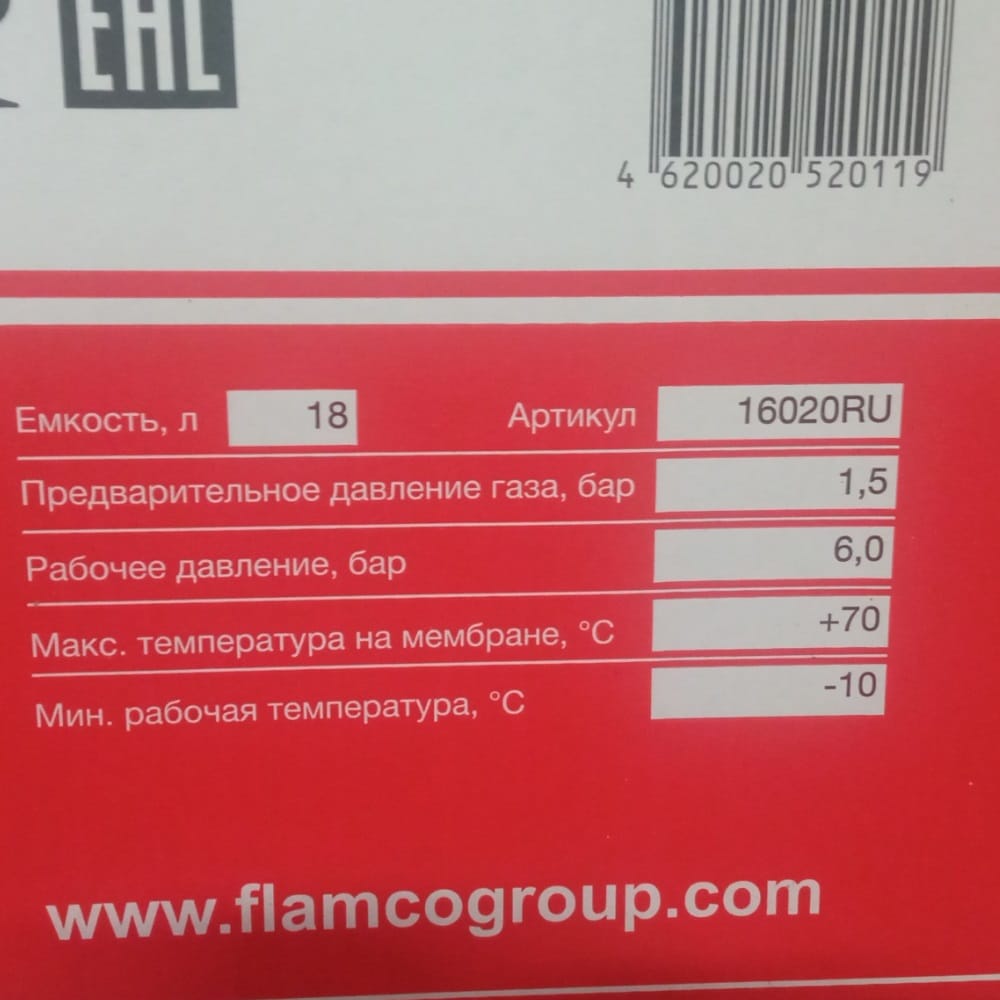 EAC
4 620020 520119
Емкость, л 18 Артикул 16020RU
Предварительное давление газа, бар 1,5
Рабочее давление, бар 6,0
Макс. температура на мембране, °C +70
Мин. рабочая температура, °C -10
www.flamcogroup.com